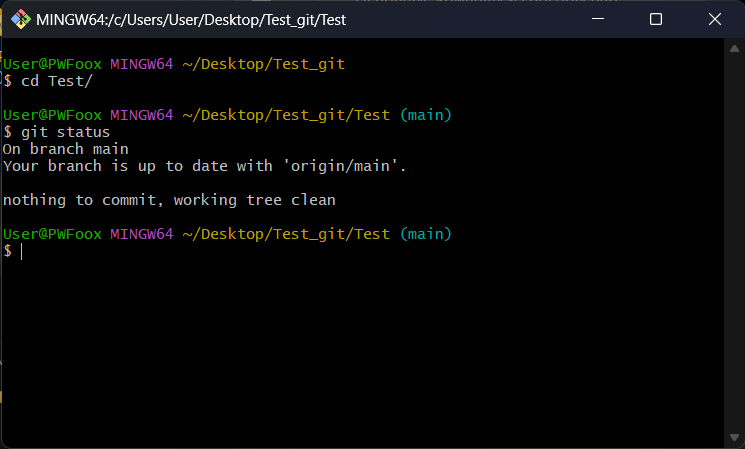 MINGW64:/c/Users/User/Desktop/Test_git/Test
User@PWFoox MINGW64 ~/Desktop/Test_git
$ cd Test/
User@PWFoox MINGW64 ~/Desktop/Test_git/Test (main)
$ git status
On branch main
Your branch is up to date with 'origin/main'.
nothing to commit, working tree clean
User@PWFoox MINGW64 ~/Desktop/Test_git/Test (main)
$